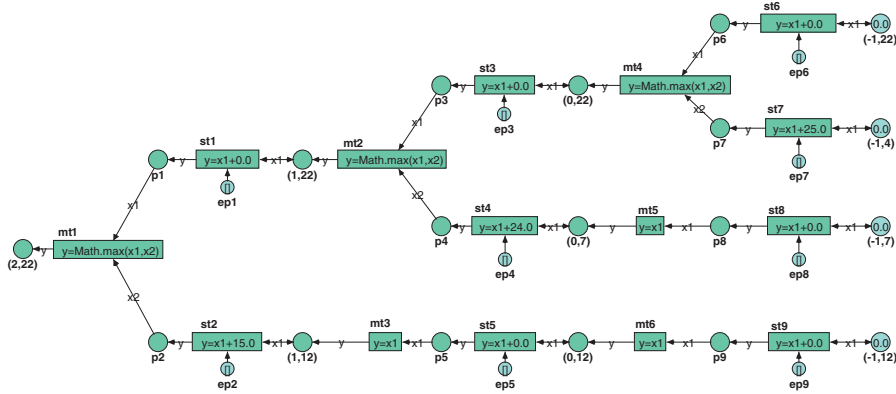 st6
y=x1+0.0
x1
0.0
y
p6
(-1,22)
ep6
x1
st3
mt4
y=x1+0.0
x1
y
y=Math.max(x1,x2)
y
p3
(0,22)
ep3
x2
st7
y=x1+25.0
x1
0.0
y
p7
(-1,4)
ep7
x1
st1
mt2
y=x1+0.0
x1
y
y=Math.max(x1,x2)
y
p1
(1,22)
ep1
x2
x1
st4
mt5
st8
y=x1+24.0
x1
y
y=x1
x1
y
y=x1+0.0
x1
0.0
y
p4
(0,7)
p8
(-1,7)
ep4
ep8
mt1
y
y=Math.max(x1,x2)
(2,22)
x2
st2
mt3
st5
mt6
st9
y
y=x1+15.0
x1
y
y=x1
x1
y
y=x1+0.0
x1
y
y=x1
x1
y
y=x1+0.0
x1
0.0
p2
(1,12)
p5
(0,12)
p9
(-1,12)
ep2
ep5
ep9